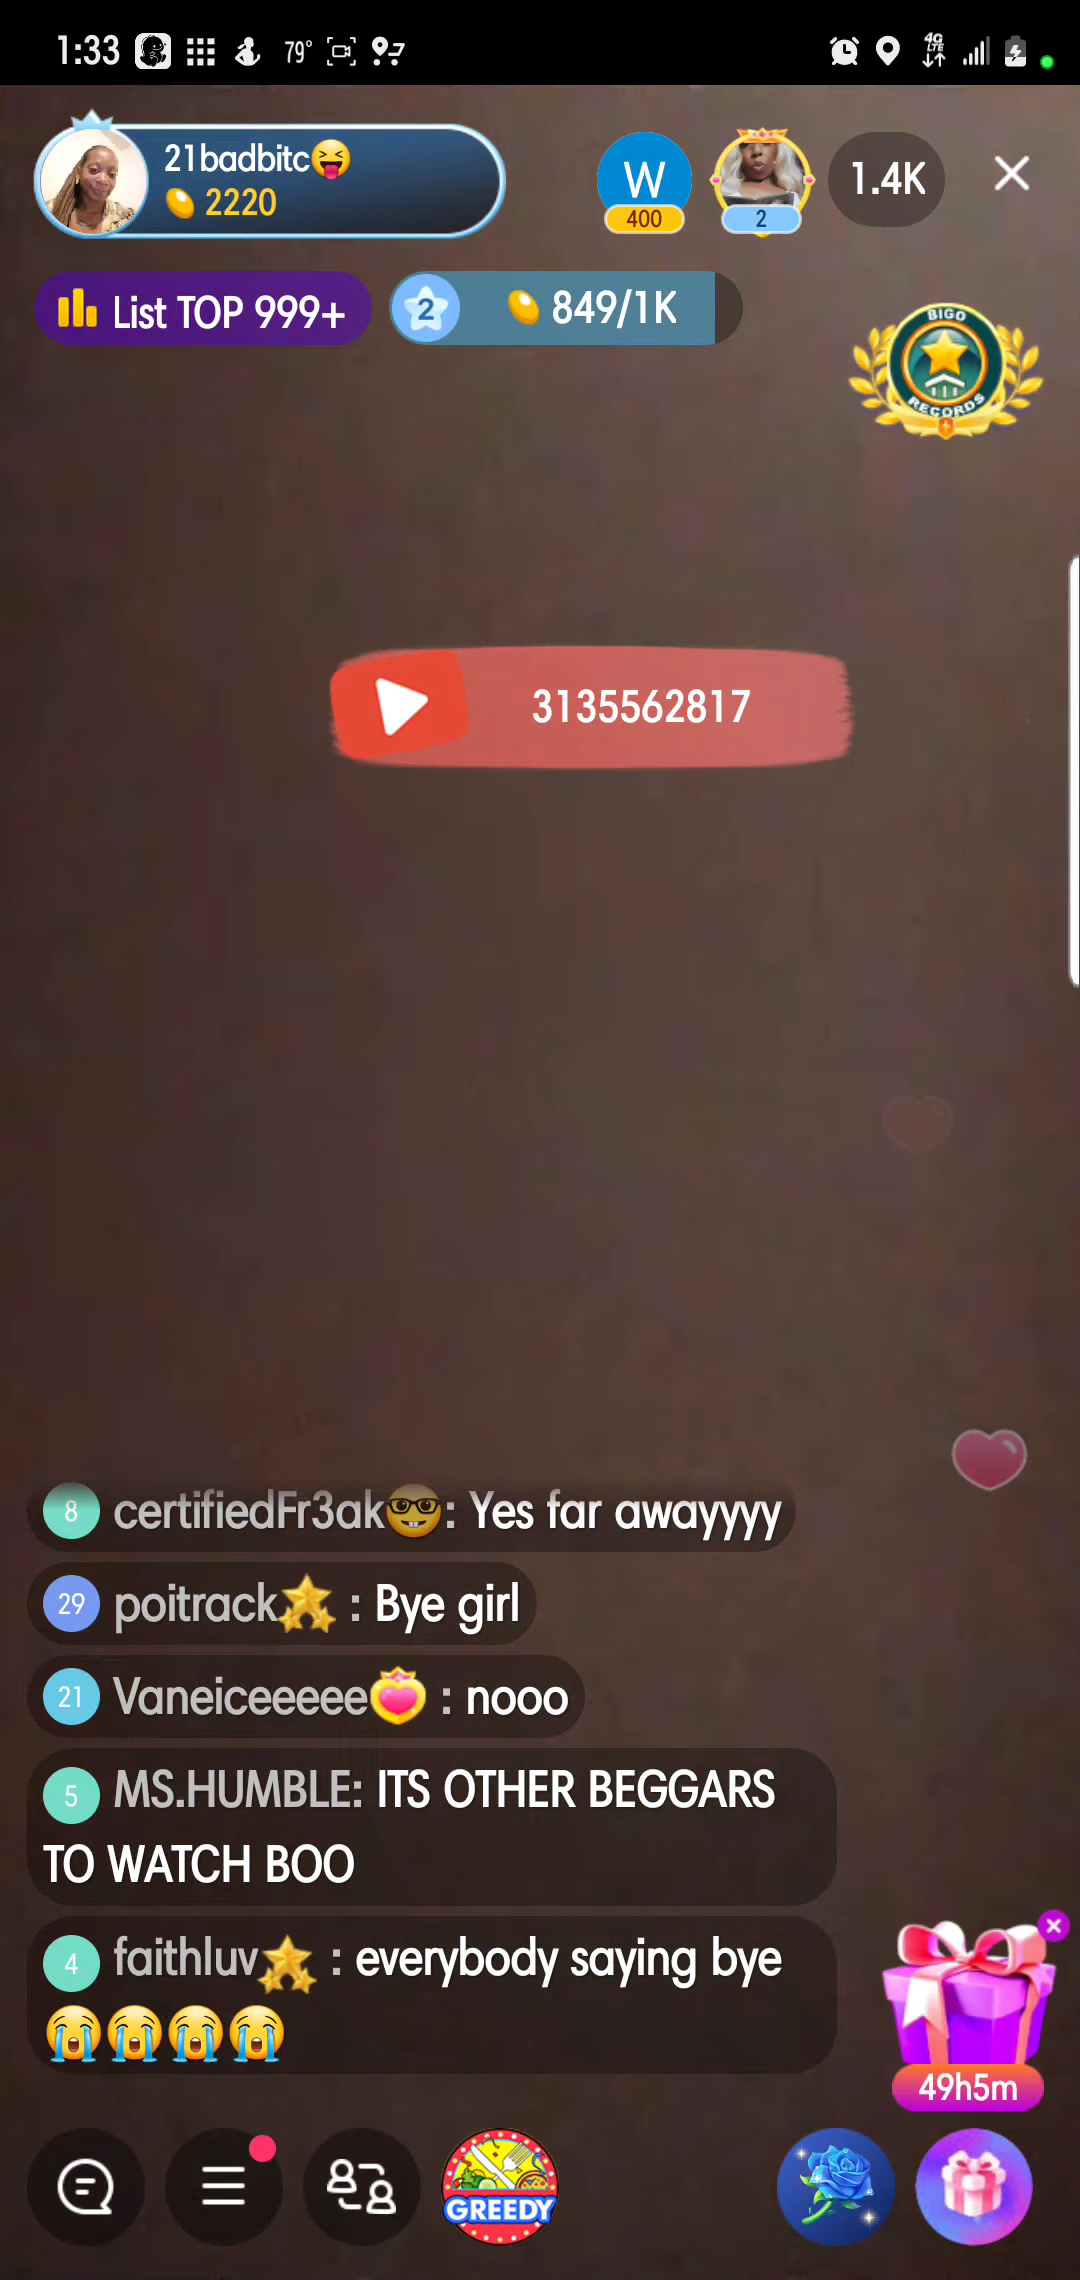 1:33 79° 4G LTE
21badbitc😝
2220
W
400
2
1.4K
List TOP 999+
2 849/1K
BIGO
RECORDS
3135562817
8 certifiedFr3ak🤓: Yes far awayyyy
29 poitrack : Bye girl
21 Vaneiceeeee : nooo
5 MS.HUMBLE: ITS OTHER BEGGARS
TO WATCH BOO
4 faithluv : everybody saying bye
😭😭😭😭
49h5m
GREEDY